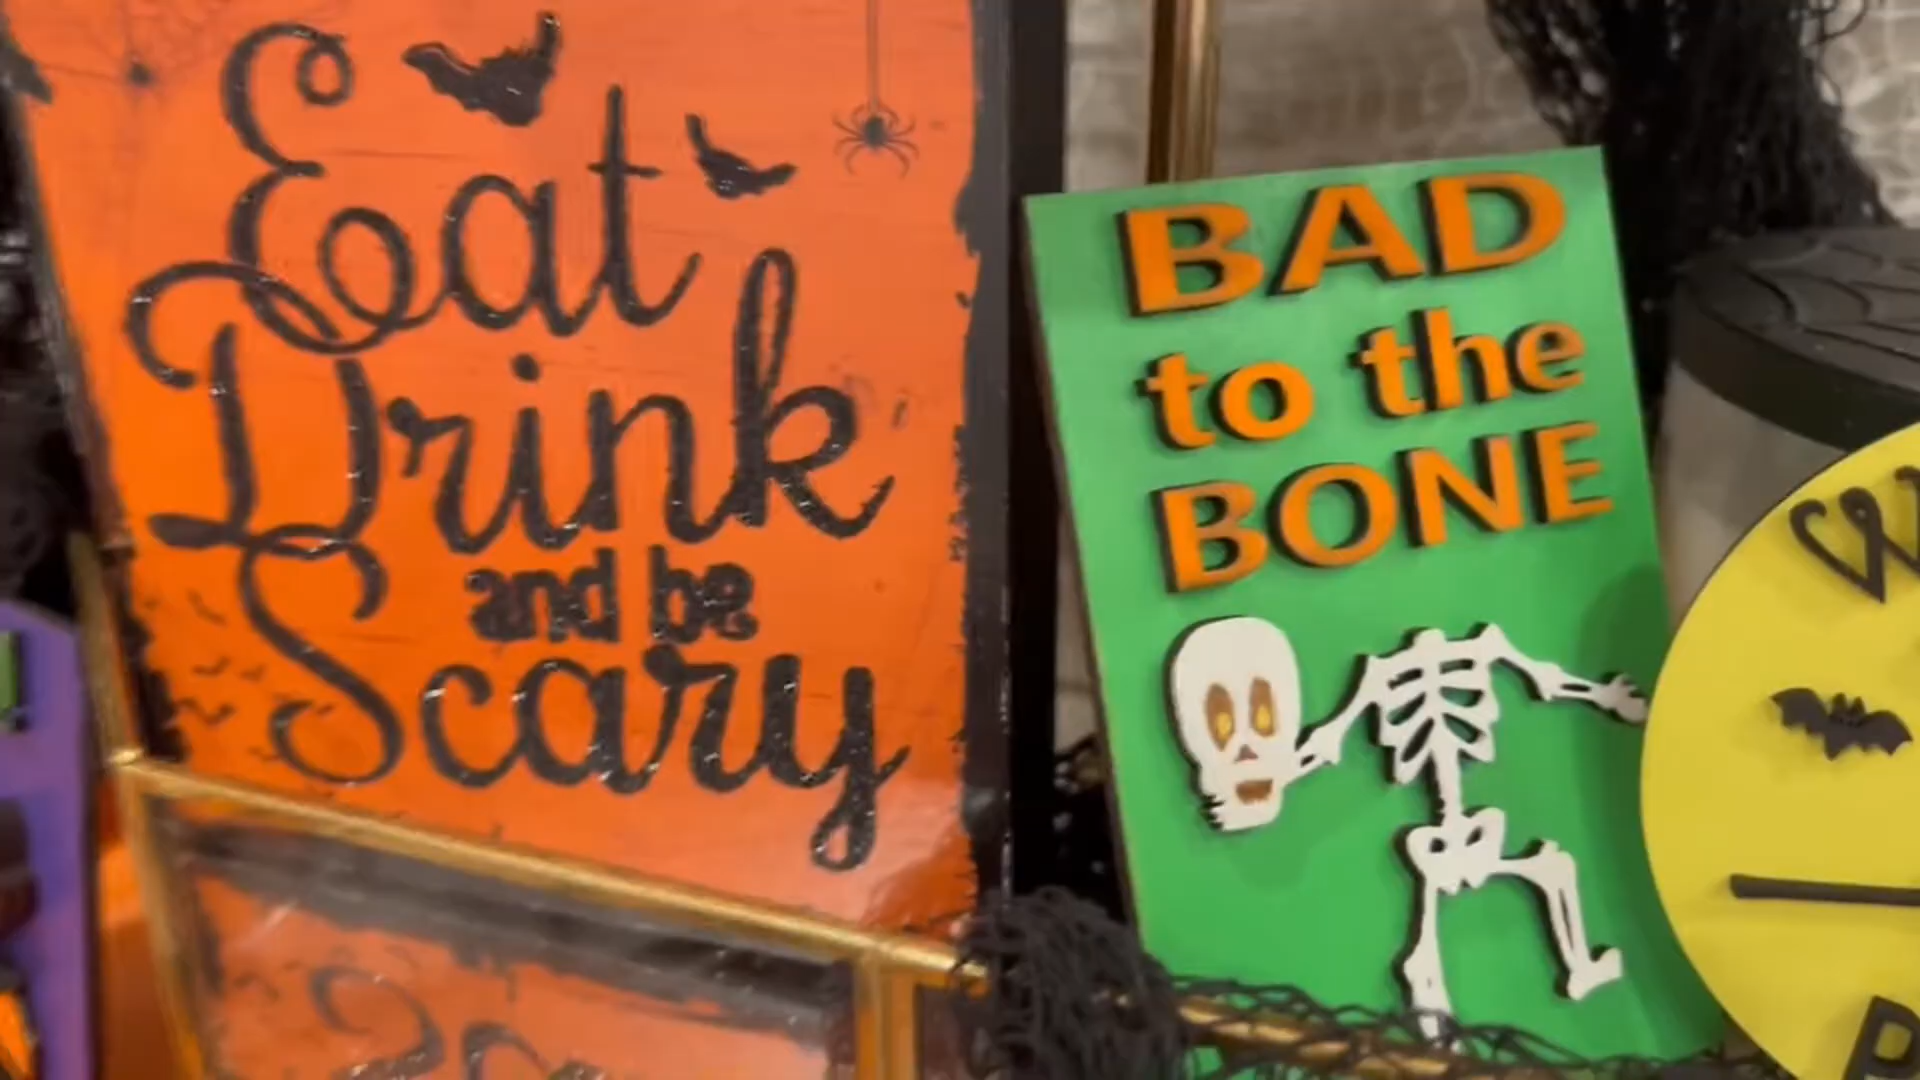 Eat
Drink
and be
Scary
BAD
to the
BONE